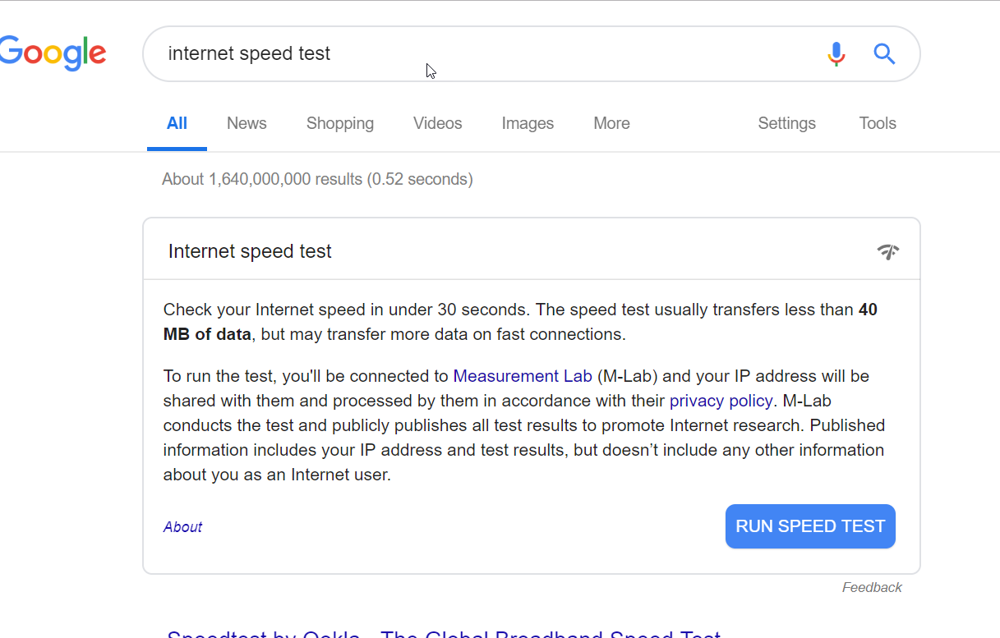 Google
internet speed test
All News Shopping Videos Images More Settings Tools
About 1,640,000,000 results (0.52 seconds)
Internet speed test
Check your Internet speed in under 30 seconds. The speed test usually transfers less than 40
MB of data, but may transfer more data on fast connections.
To run the test, you'll be connected to Measurement Lab (M-Lab) and your IP address will be
shared with them and processed by them in accordance with their privacy policy. M-Lab
conducts the test and publicly publishes all test results to promote Internet research. Published
information includes your IP address and test results, but doesn’t include any other information
about you as an Internet user.
About
RUN SPEED TEST
Feedback
Speedtest by Ookla - The Global Broadband Speed Test